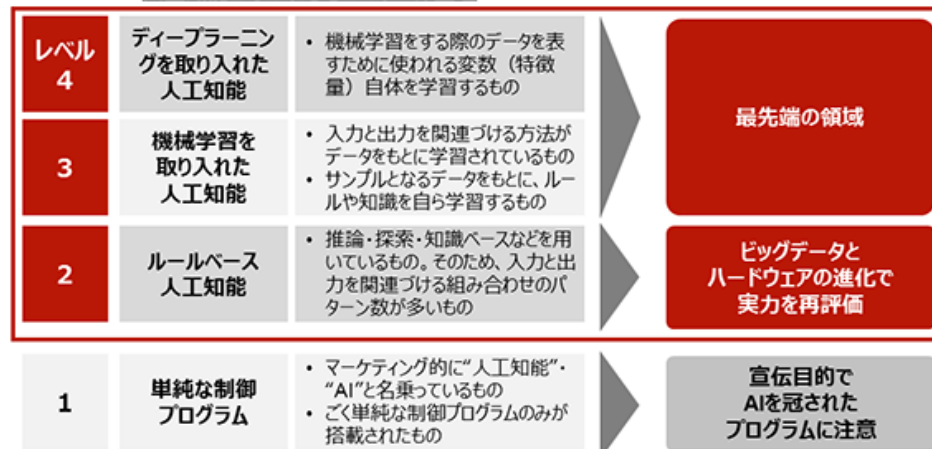 レベル
4
ディープラーニン
グを取り入れた
人工知能
• 機械学習をする際のデータを表
すために使われる変数（特徴
量）自体を学習するもの
最先端の領域
3
機械学習を
取り入れた
人工知能
• 入力と出力を関連づける方法が
データをもとに学習されているもの
• サンプルとなるデータをもとに、ルー
ルや知識を自ら学習するもの
2
ルールベース
人工知能
• 推論・探索・知識ベースなどを用
いているもの。そのため、入力と出
力を関連づける組み合わせのパ
ターン数が多いもの
ビッグデータと
ハードウェアの進化で
実力を再評価
1
単純な制御
プログラム
• マーケティング的に“人工知能”・
“AI”と名乗っているもの
• ごく単純な制御プログラムのみが
搭載されたもの
宣伝目的で
AIを冠された
プログラムに注意